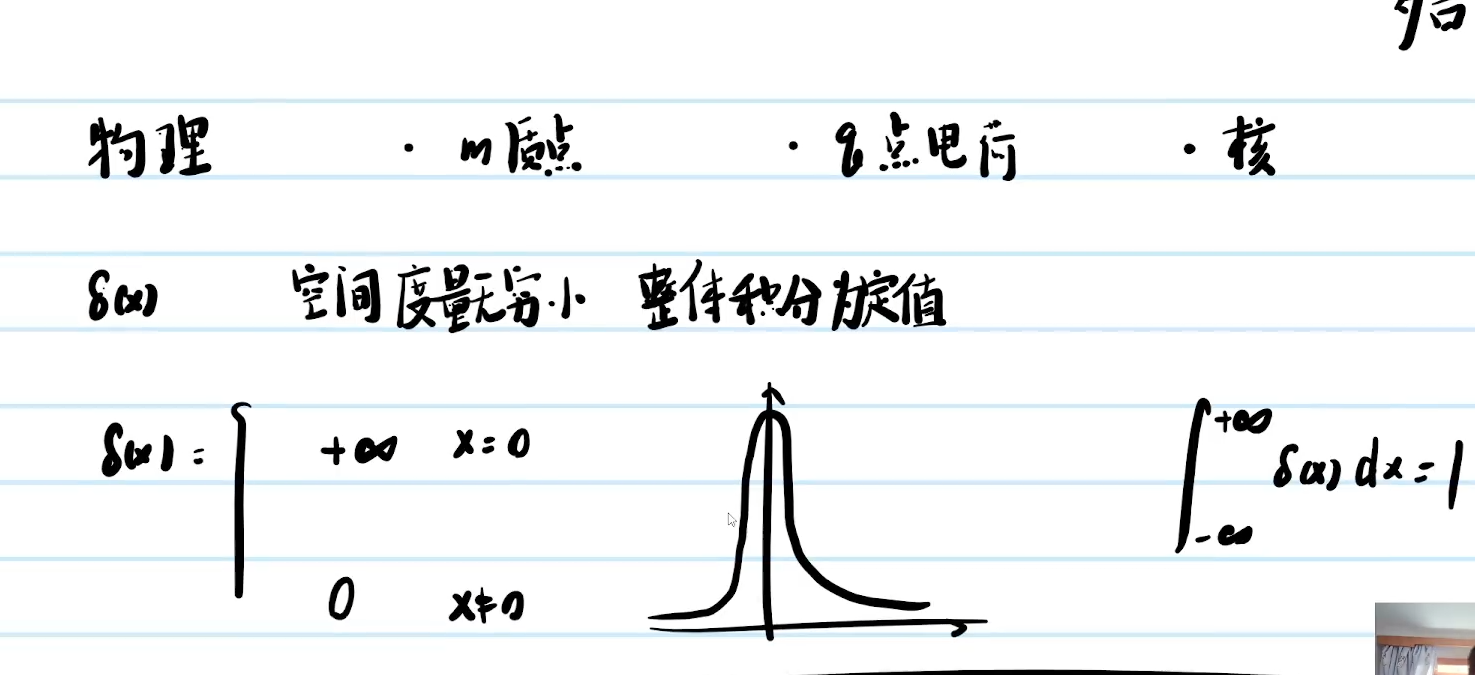 物理 · m质点 · q点电荷 · 核
δ(x) 空间度量无穷小 整体积分为定值
δ(x) = { +∞ x=0
0 x≠0
∫_{-∞}^{+∞} δ(x) dx = 1